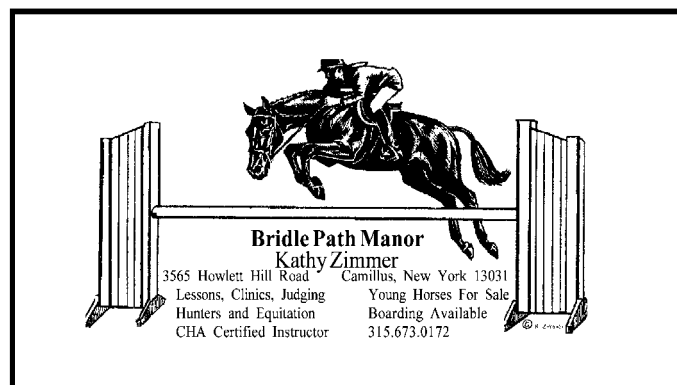 Bridle Path Manor
Kathy Zimmer
3565 Howlett Hill Road Camillus, New York 13031
Lessons, Clinics, Judging Young Horses For Sale
Hunters and Equitation Boarding Available
CHA Certified Instructor 315.673.0172
©